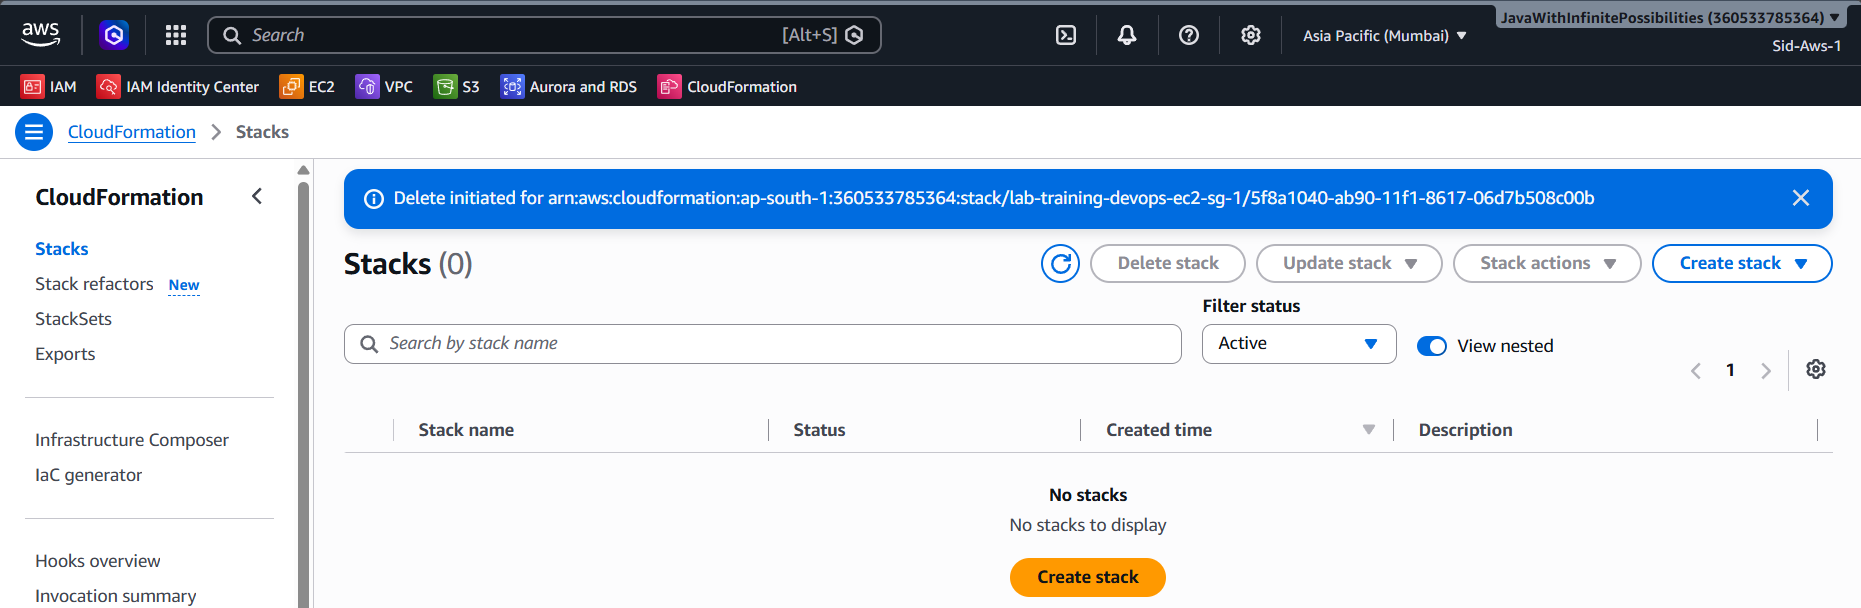 aws
Search [Alt+S]
Asia Pacific (Mumbai)
JavaWithInfinitePossibilities (360533785364)
Sid-Aws-1
IAM IAM Identity Center EC2 VPC S3 Aurora and RDS CloudFormation
CloudFormation Stacks
CloudFormation
Stacks
Stack refactors New
StackSets
Exports
Infrastructure Composer
IaC generator
Hooks overview
Invocation summary
Delete initiated for arn:aws:cloudformation:ap-south-1:360533785364:stack/lab-training-devops-ec2-sg-1/5f8a1040-ab90-11f1-8617-06d7b508c00b
Stacks (0)
Delete stack Update stack Stack actions Create stack
Filter status
Search by stack name Active View nested
1
Stack name Status Created time Description
No stacks
No stacks to display
Create stack